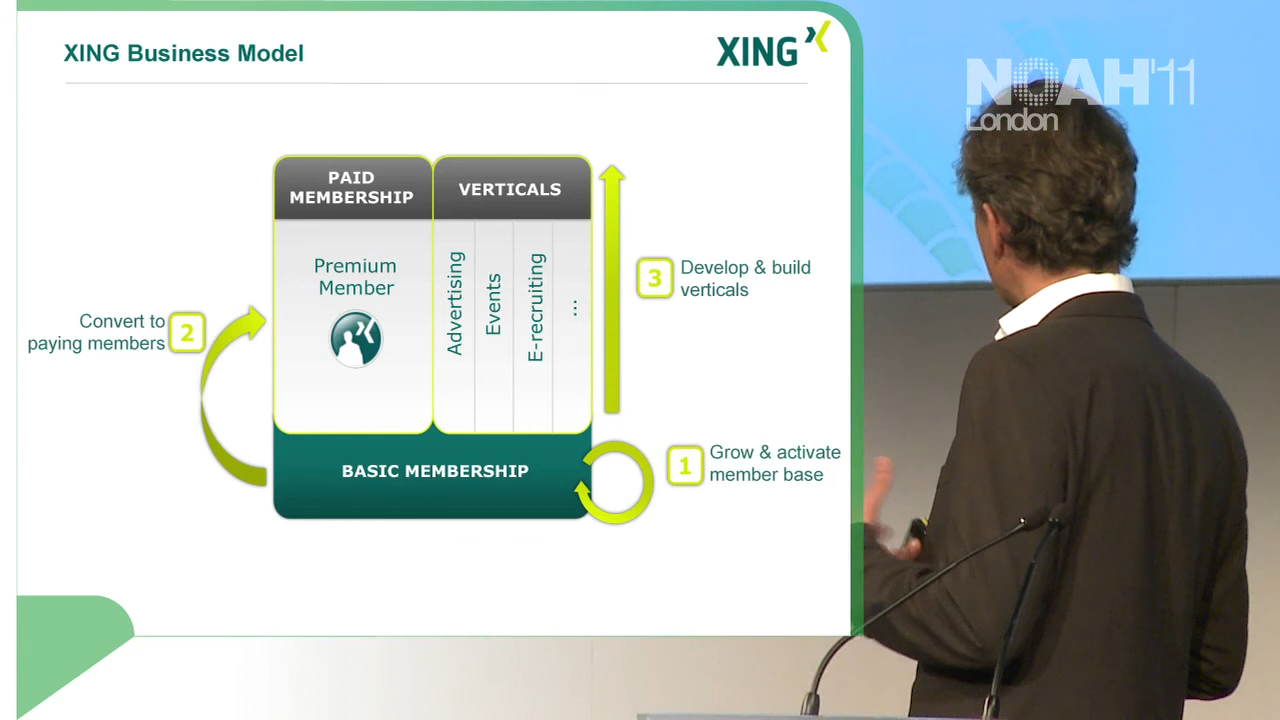 XING Business Model
XING
NOAH'11
London
PAID
MEMBERSHIP
VERTICALS
Premium
Member
Advertising
Events
E-recruiting
...
3
Develop & build
verticals
Convert to
paying members
2
BASIC MEMBERSHIP
1
Grow & activate
member base